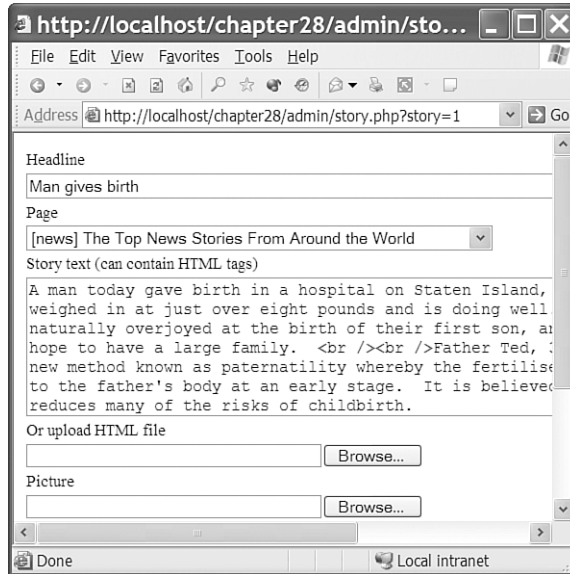 http://localhost/chapter28/admin/sto...
File Edit View Favorites Tools Help
Address http://localhost/chapter28/admin/story.php?story=1 Go
Headline
Man gives birth
Page
[news] The Top News Stories From Around the World
Story text (can contain HTML tags)
A man today gave birth in a hospital on Staten Island,
weighed in at just over eight pounds and is doing well
naturally overjoyed at the birth of their first son,
hope to have a large family. <br /><br />Father Ted,
new method known as paternatility whereby the fertilise
to the father's body at an early stage. It is believed
reduces many of the risks of childbirth.
Or upload HTML file
Browse...
Picture
Browse...
Done Local intranet